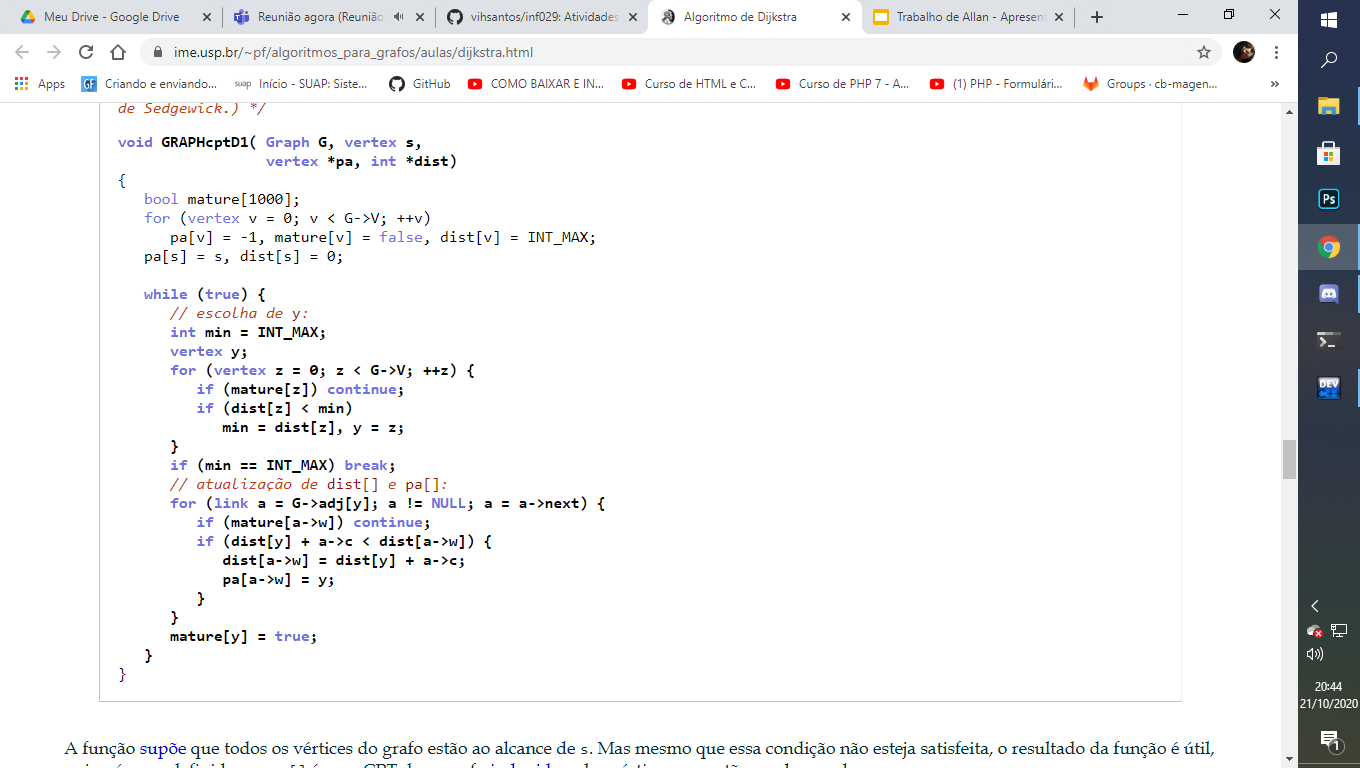 Meu Drive - Google Drive
Reunião agora (Reunião
vihsantos/inf029: Atividades
Algoritmo de Dijkstra
Trabalho de Allan - Apresent
ime.usp.br/~pf/algoritmos_para_grafos/aulas/dijkstra.html
Apps
GF Criando e enviando...
suap Início - SUAP: Siste...
GitHub
COMO BAIXAR E IN...
Curso de HTML e C...
Curso de PHP 7 - A...
(1) PHP - Formulári...
Groups · cb-magen...
»
de Sedgewick.) */
void GRAPHcptD1( Graph G, vertex s,
vertex *pa, int *dist)
{
bool mature[1000];
for (vertex v = 0; v < G->V; ++v)
pa[v] = -1, mature[v] = false, dist[v] = INT_MAX;
pa[s] = s, dist[s] = 0;
while (true) {
// escolha de y:
int min = INT_MAX;
vertex y;
for (vertex z = 0; z < G->V; ++z) {
if (mature[z]) continue;
if (dist[z] < min)
min = dist[z], y = z;
}
if (min == INT_MAX) break;
// atualização de dist[] e pa[]:
for (link a = G->adj[y]; a != NULL; a = a->next) {
if (mature[a->w]) continue;
if (dist[y] + a->c < dist[a->w]) {
dist[a->w] = dist[y] + a->c;
pa[a->w] = y;
}
}
mature[y] = true;
}
}
A função supõe que todos os vértices do grafo estão ao alcance de s. Mas mesmo que essa condição não esteja satisfeita, o resultado da função é útil,
Ps
DEV
C++
20:44
21/10/2020
1